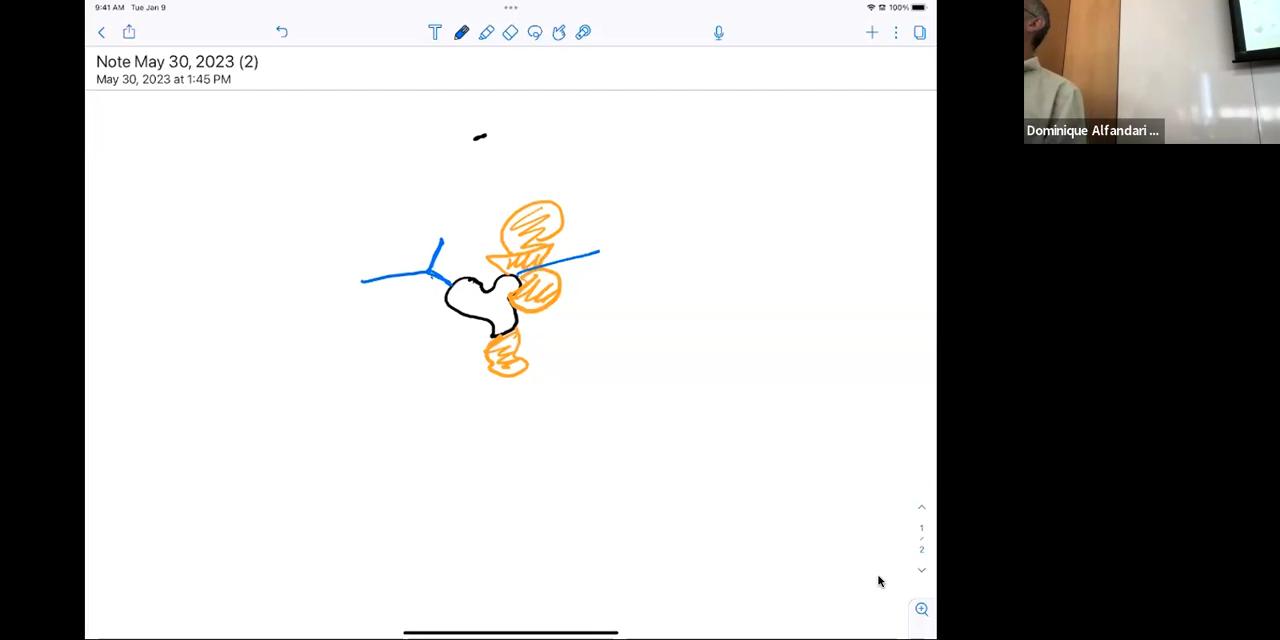 9:41 AM Tue Jan 9
100%
T
Note May 30, 2023 (2)
May 30, 2023 at 1:45 PM
Dominique Alfandari ...
1
/
2